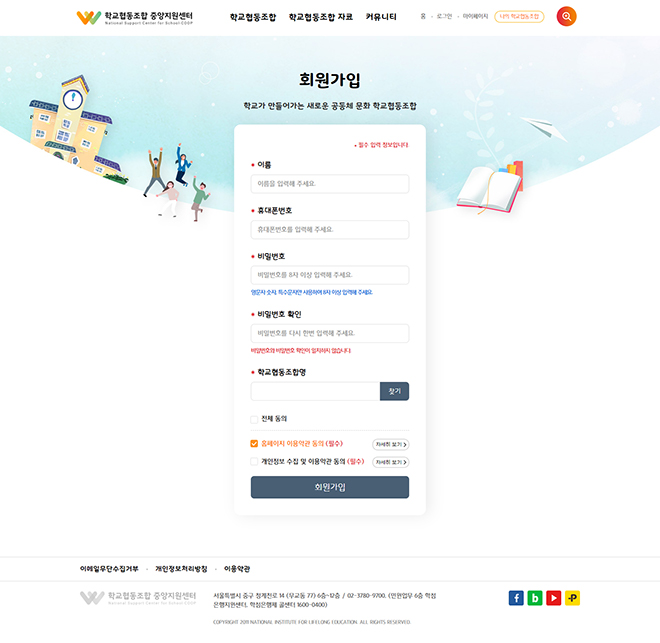 학교협동조합 중앙지원센터
National Support Center for School COOP
학교협동조합 학교협동조합 자료 커뮤니티
홈 로그인 마이페이지 나의 학교협동조합
회원가입
학교가 만들어가는 새로운 공동체 문화 학교협동조합
* 필수 입력 정보입니다.
* 이름
이름을 입력해 주세요.
* 휴대폰번호
휴대폰번호를 입력해 주세요.
* 비밀번호
비밀번호를 8자 이상 입력해 주세요.
영문자, 숫자, 특수문자만 사용하여 8자 이상 입력해 주세요.
* 비밀번호 확인
비밀번호를 다시 한번 입력해 주세요.
비밀번호와 비밀번호 확인이 일치하지 않습니다.
* 학교협동조합명
찾기
전체 동의
홈페이지 이용약관 동의 (필수) 자세히 보기 >
개인정보 수집 및 이용약관 동의 (필수) 자세히 보기 >
회원가입
이메일무단수집거부 개인정보처리방침 이용약관
학교협동조합 중앙지원센터
National Support Center for School COOP
서울특별시 중구 청계천로 14 (무교동 77) 6층~12층 / 02-3780-9700, (민원업무 6층 학점
은행지원센터, 학점은행제 콜센터 1600-0400)
COPYRIGHT 2019 NATIONAL INSTITUTE FOR LIFELONG EDUCATION. ALL RIGHTS RESERVED.